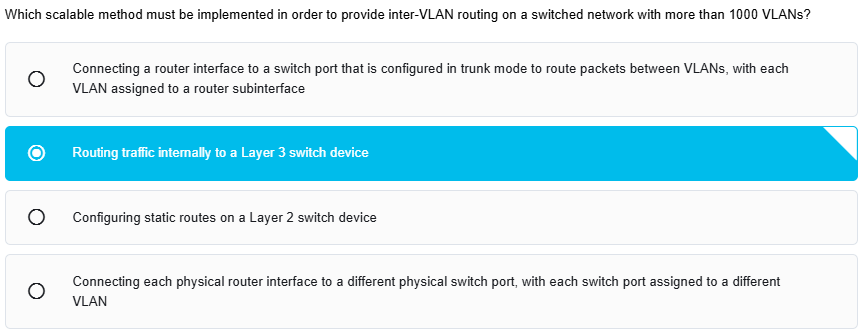 Which scalable method must be implemented in order to provide inter-VLAN routing on a switched network with more than 1000 VLANs?
Connecting a router interface to a switch port that is configured in trunk mode to route packets between VLANs, with each
VLAN assigned to a router subinterface
Routing traffic internally to a Layer 3 switch device
Configuring static routes on a Layer 2 switch device
Connecting each physical router interface to a different physical switch port, with each switch port assigned to a different
VLAN